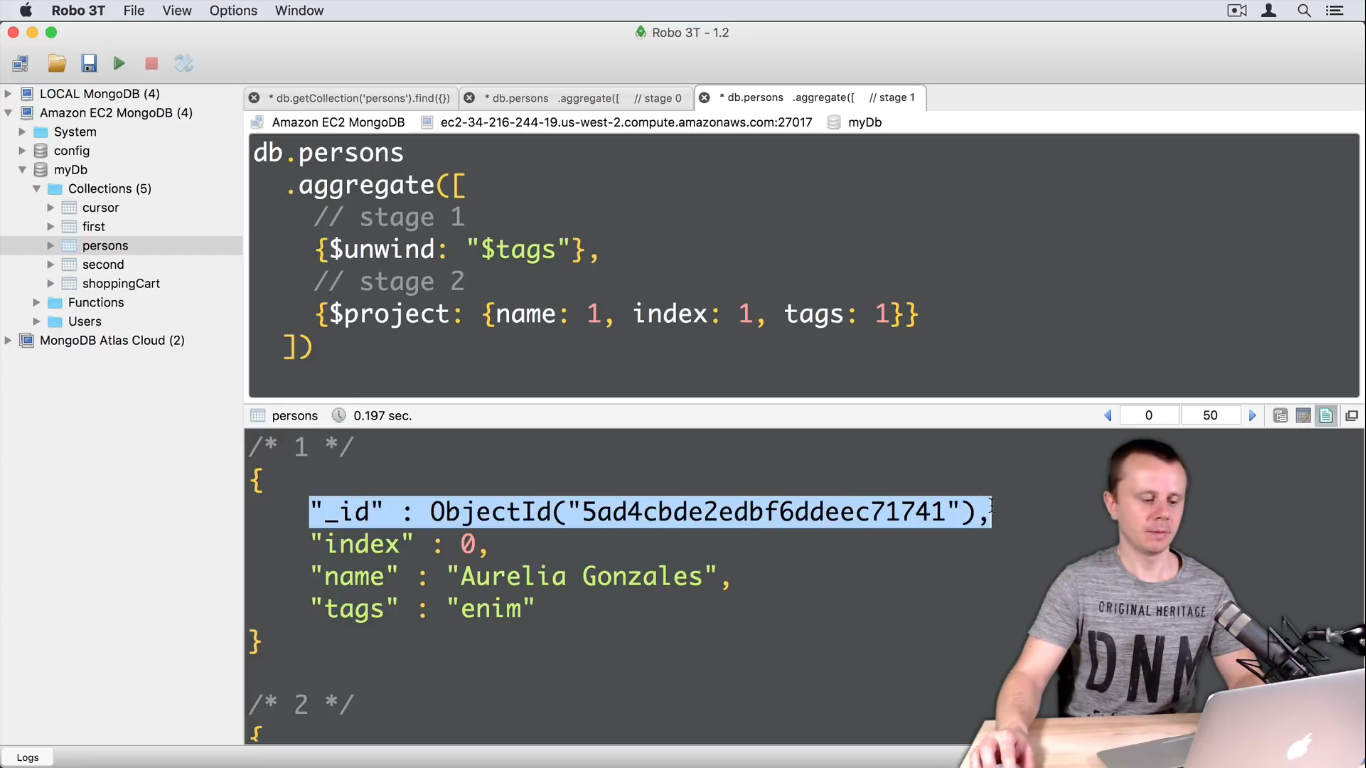 Robo 3T File View Options Window
Robo 3T - 1.2
LOCAL MongoDB (4)
Amazon EC2 MongoDB (4)
System
config
myDb
Collections (5)
cursor
first
persons
second
shoppingCart
Functions
Users
MongoDB Atlas Cloud (2)
* db.getCollection('persons').find({}) * db.persons .aggregate([ // stage 0 * db.persons .aggregate([ // stage 1
Amazon EC2 MongoDB ec2-34-216-244-19.us-west-2.compute.amazonaws.com:27017 myDb
db.persons
.aggregate([
// stage 1
{$unwind: "$tags"},
// stage 2
{$project: {name: 1, index: 1, tags: 1}}
])
persons 0.197 sec. 0 50
/* 1 */
{
"_id" : ObjectId("5ad4cbde2edbf6ddeec71741"),
"index" : 0,
"name" : "Aurelia Gonzales",
"tags" : "enim"
}
/* 2 */
{
ORIGINAL HERITAGE
DNM
Logs